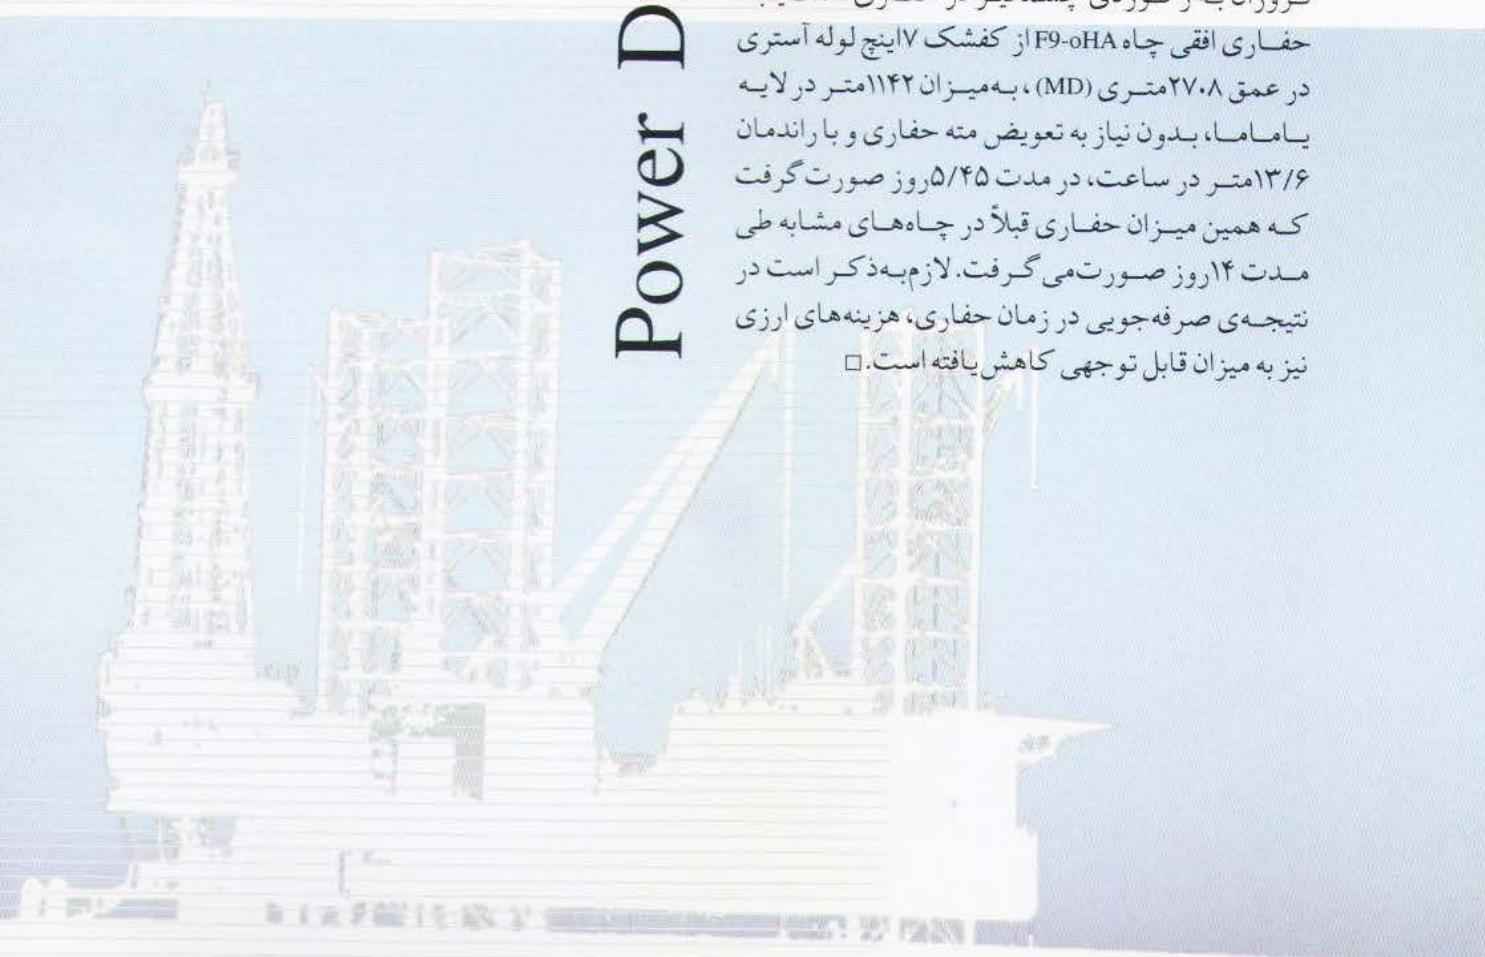 حفاری افقی چاه F9-oHA از کفشک ۷اینچ لوله آستری
در عمق ۲۷۰۸متری (MD)، به‌میزان ۱۱۴۲متر در لایه
یاماما، بدون نیاز به تعویض مته حفاری و با راندمان
۱۳/۶متر در ساعت، در مدت ۵/۴۵روز صورت گرفت
که همین میزان حفاری قبلاً در چاه‌های مشابه طی
مدت ۱۴روز صورت‌می‌گرفت. لازم‌به‌ذکر است در
نتیجه‌ی صرفه‌جویی در زمان حفاری، هزینه‌های ارزی
نیز به میزان قابل توجهی کاهش‌یافته است.□
Power D